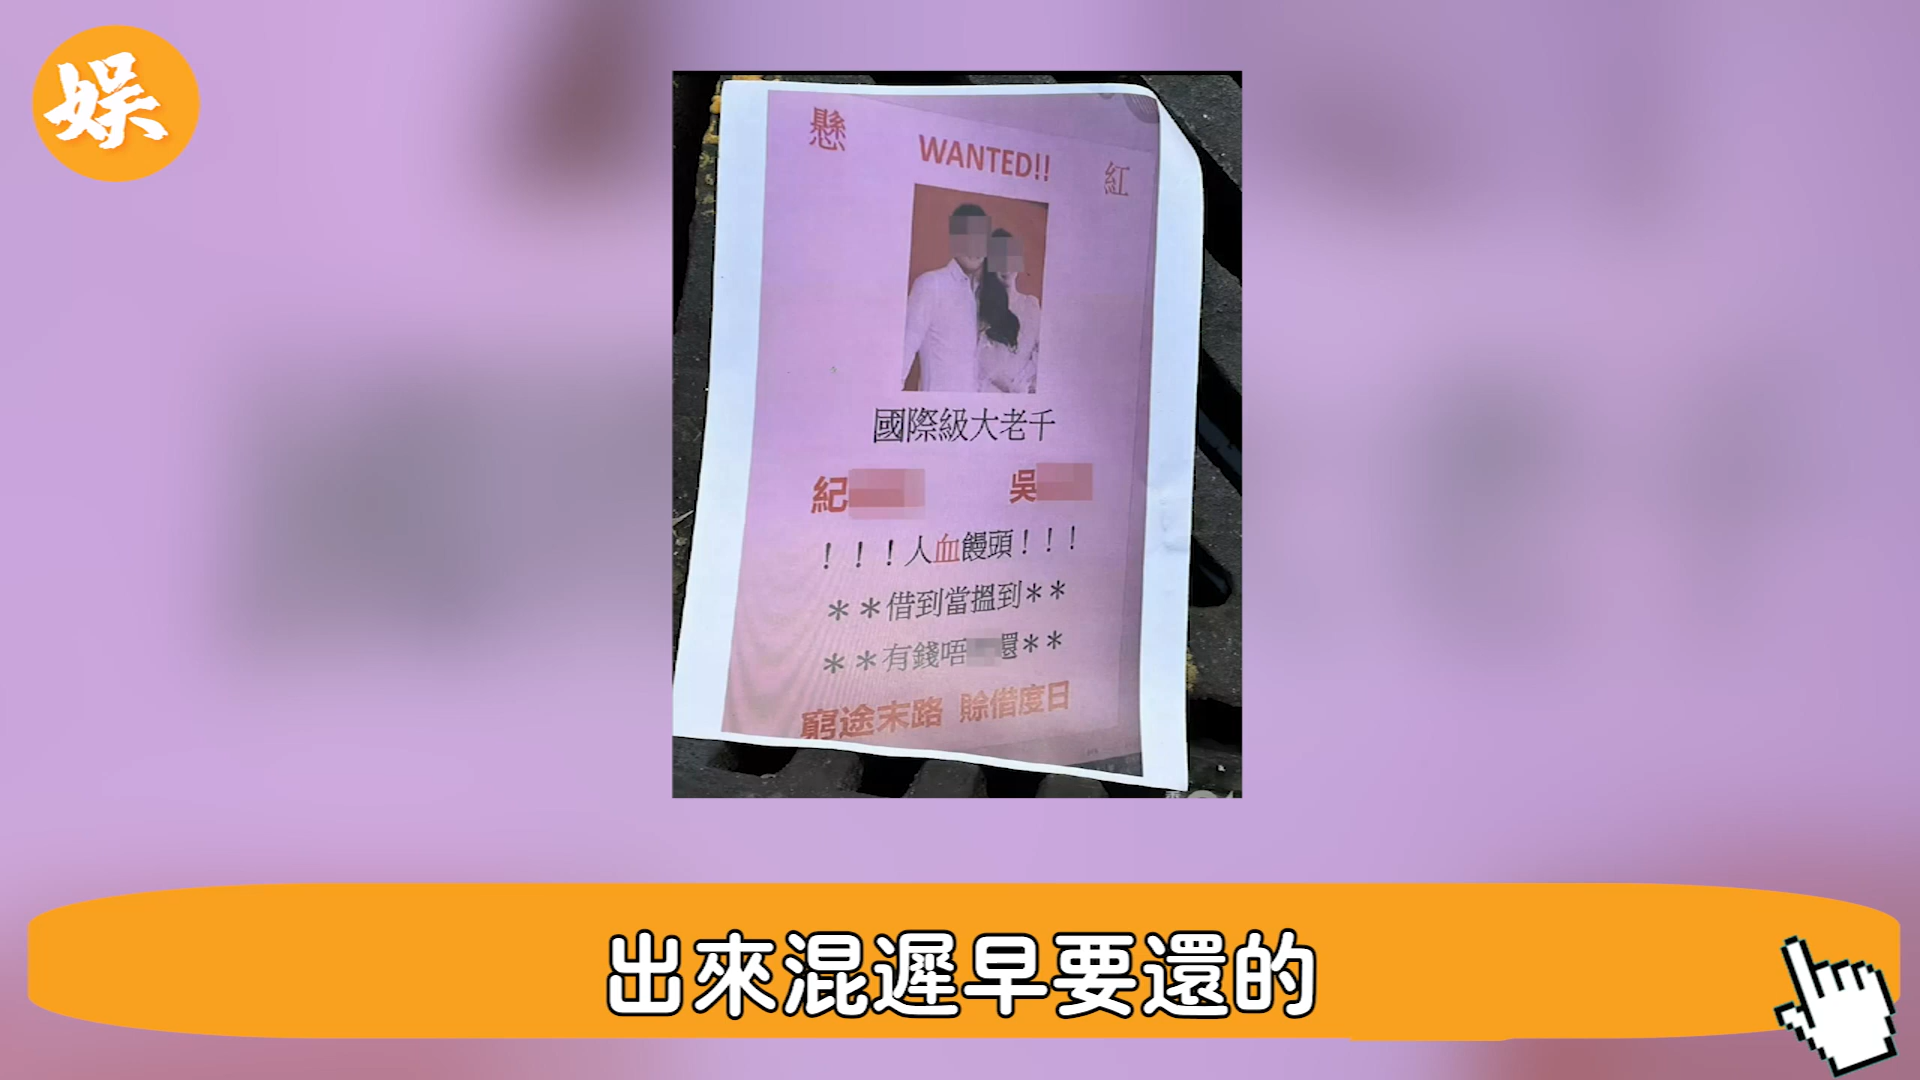 娱
懸
WANTED!!
紅
國際級大老千
紀 吳
！！！人血饅頭！！！
＊＊借到當搵到＊＊
＊＊有錢唔 還＊＊
窮途末路 賒借度日
出來混遲早要還的